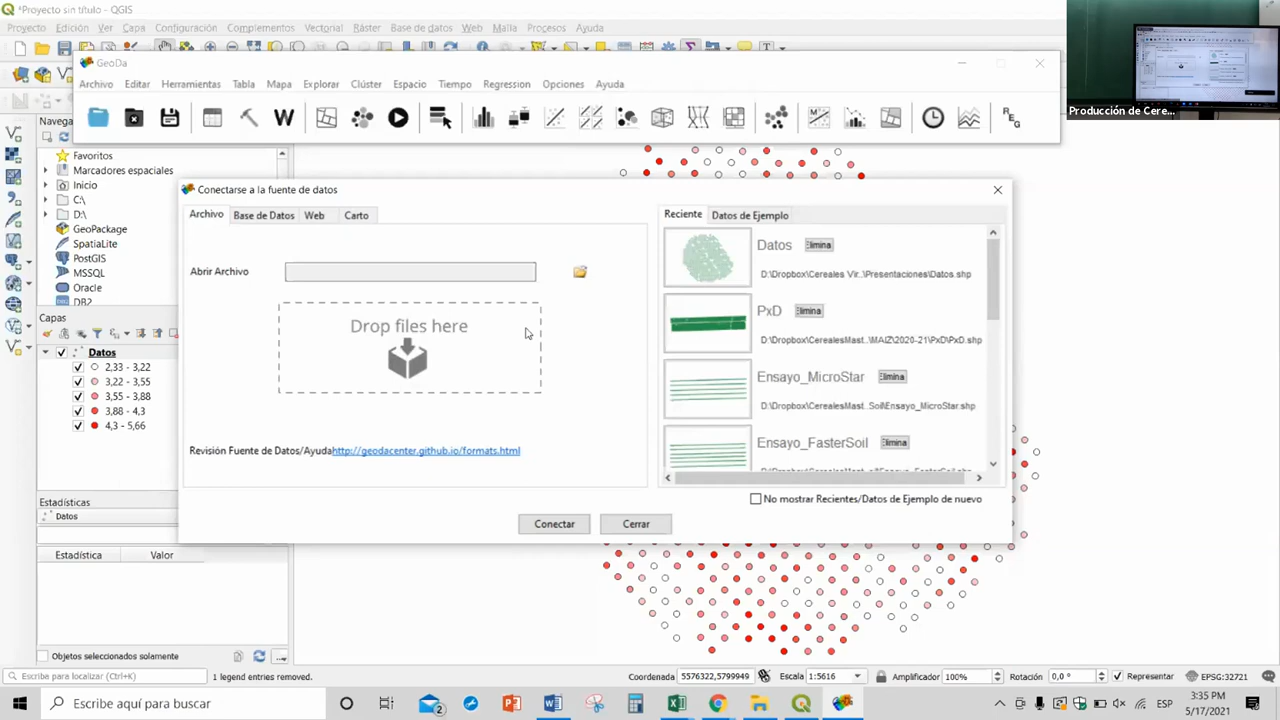 *Proyecto sin título - QGIS
Proyecto Edición Ver Capa Configuración Complementos Vectorial Ráster Base de datos Web Malla Procesos Ayuda
GeoDa
Archivo Editar Herramientas Tabla Mapa Explorar Clúster Espacio Tiempo Regresión Opciones Ayuda
W
REG
Producción de Cere...
Favoritos
Marcadores espaciales
Inicio
C:\
D:\
GeoPackage
SpatiaLite
PostGIS
MSSQL
Oracle
DB2
Capas
Datos
2,33 - 3,22
3,22 - 3,55
3,55 - 3,88
3,88 - 4,3
4,3 - 5,66
Estadísticas
Datos
Estadística Valor
Objetos seleccionados solamente
Conectarse a la fuente de datos
Archivo Base de Datos Web Carto
Abrir Archivo
Drop files here
Revisión Fuente de Datos/Ayuda http://geodacenter.github.io/formats.html
Reciente Datos de Ejemplo
Datos Elimina
D:\Dropbox\Cereales Vir...\Presentaciones\Datos.shp
PxD Elimina
D:\Dropbox\CerealesMast...\MAIZ\2020-21\PxD\PxD.shp
Ensayo_MicroStar Elimina
D:\Dropbox\CerealesMast...Soil\Ensayo_MicroStar.shp
Ensayo_FasterSoil Elimina
No mostrar Recientes/Datos de Ejemplo de nuevo
Conectar Cerrar
Escribe para localizar (Ctrl+K) 1 legend entries removed. Coordenada 5576322,5799949 Escala 1:5616 Amplificador 100% Rotación 0,0 ° Representar EPSG:32721
Escribe aquí para buscar
2
ESP
3:35 PM
5/17/2021